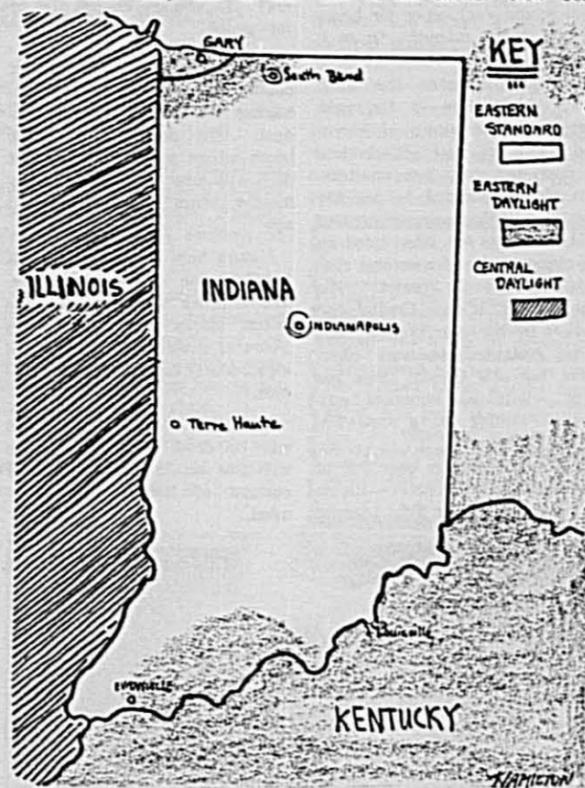 GARY
South Bend
KEY
EASTERN
STANDARD
EASTERN
DAYLIGHT
CENTRAL
DAYLIGHT
ILLINOIS
INDIANA
INDIANAPOLIS
Terre Haute
Louisville
EVANSVILLE
KENTUCKY
HAMILTON